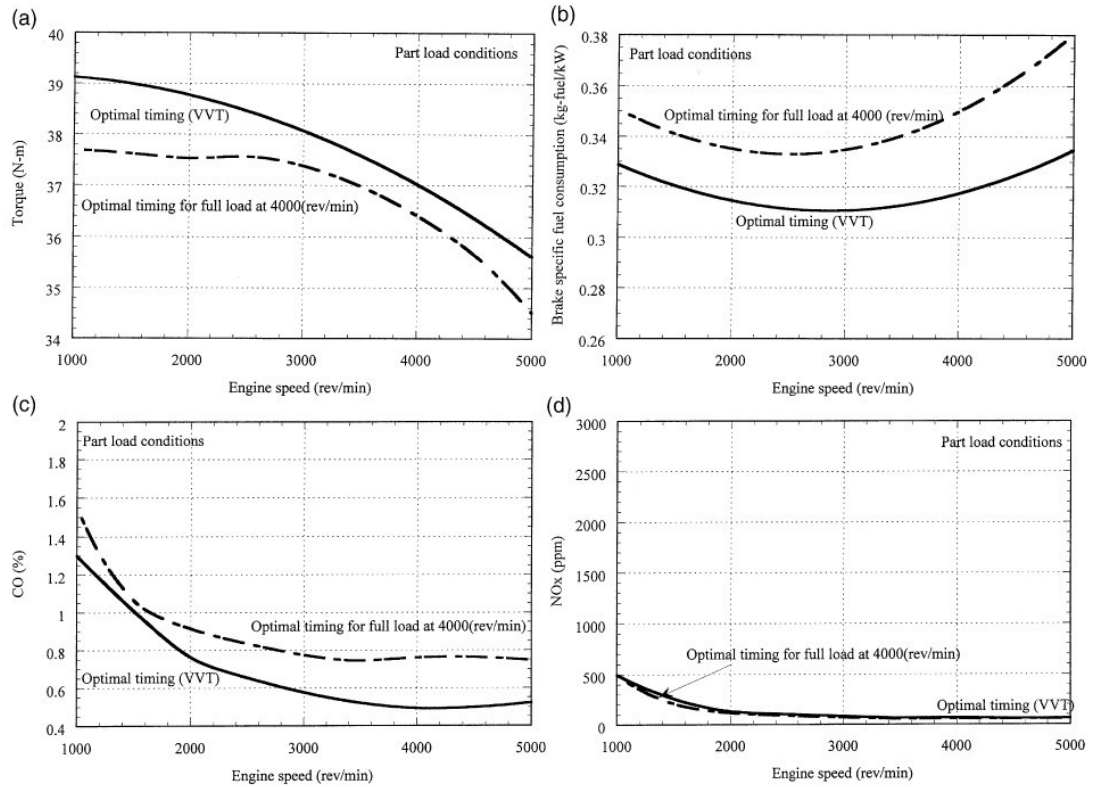 (a)
40
39
38
37
36
35
34
Torque (N-m)
Part load conditions
Optimal timing (VVT)
Optimal timing for full load at 4000(rev/min)
1000 2000 3000 4000 5000
Engine speed (rev/min)
(b)
0.38
0.36
0.34
0.32
0.3
0.28
0.26
Brake specific fuel consumption (kg-fuel/kW)
Part load conditions
Optimal timing for full load at 4000 (rev/min)
Optimal timing (VVT)
1000 2000 3000 4000 5000
Engine speed (rev/min)
(c)
2
1.8
1.6
1.4
1.2
1
0.8
0.6
0.4
CO (%)
Part load conditions
Optimal timing for full load at 4000(rev/min)
Optimal timing (VVT)
1000 2000 3000 4000 5000
Engine speed (rev/min)
(d)
3000
2500
2000
1500
1000
500
0
NOx (ppm)
Part load conditions
Optimal timing for full load at 4000(rev/min)
Optimal timing (VVT)
1000 2000 3000 4000 5000
Engine speed (rev/min)